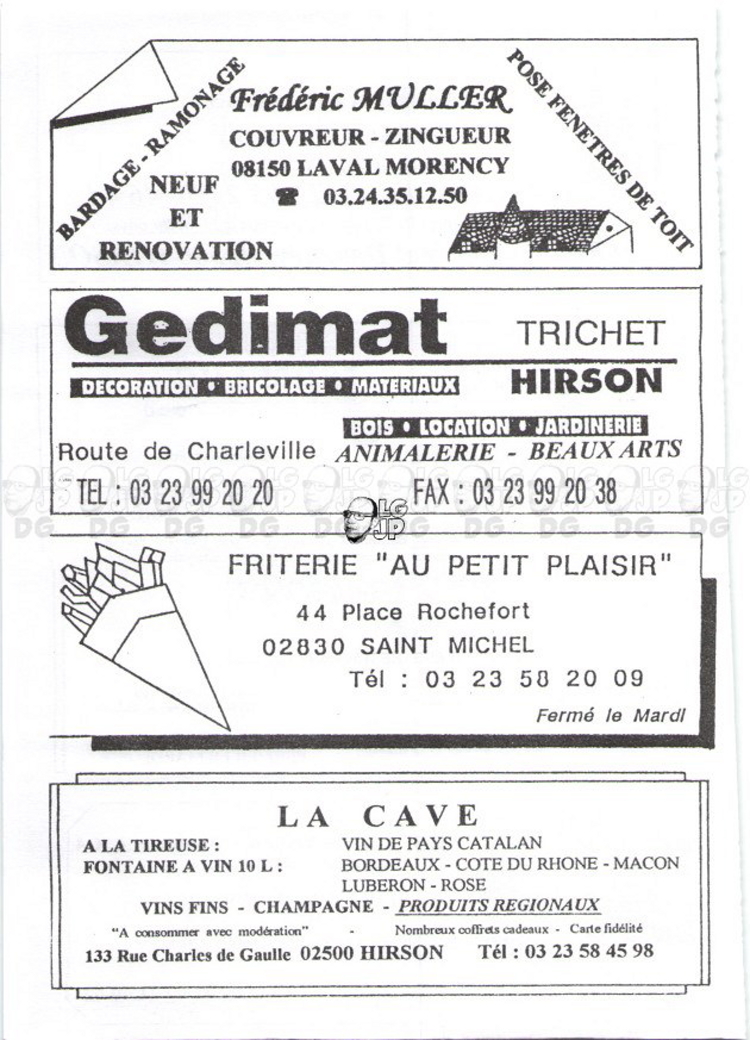 Frédéric MULLER
COUVREUR - ZINGUEUR
08150 LAVAL MORENCY
☎ 03.24.35.12.50
BARDAGE - RAMONAGE
NEUF
ET
RENOVATION
POSE FENETRES DE TOIT
Gedimat TRICHET
DECORATION • BRICOLAGE • MATERIAUX HIRSON
BOIS • LOCATION • JARDINERIE
Route de Charleville ANIMALERIE - BEAUX ARTS
TEL : 03 23 99 20 20 FAX : 03 23 99 20 38
LG
JP
DG
FRITERIE "AU PETIT PLAISIR"
44 Place Rochefort
02830 SAINT MICHEL
Tél : 03 23 58 20 09
Fermé le Mardi
LA CAVE
A LA TIREUSE : VIN DE PAYS CATALAN
FONTAINE A VIN 10 L : BORDEAUX - COTE DU RHONE - MACON
LUBERON - ROSE
VINS FINS - CHAMPAGNE - PRODUITS REGIONAUX
"A consommer avec modération" - Nombreux coffrets cadeaux - Carte fidélité
133 Rue Charles de Gaulle 02500 HIRSON Tél : 03 23 58 45 98